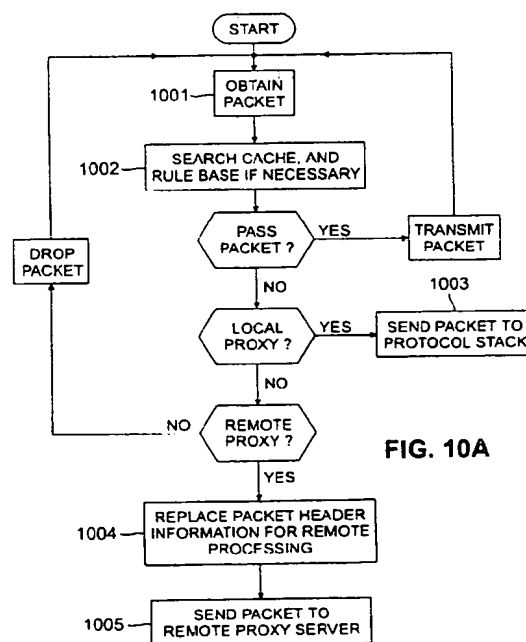 START
1001
OBTAIN
PACKET
1002
SEARCH CACHE, AND
RULE BASE IF NECESSARY
PASS
PACKET ?
YES
TRANSMIT
PACKET
DROP
PACKET
NO
1003
LOCAL
PROXY ?
YES
SEND PACKET TO
PROTOCOL STACK
NO
NO
REMOTE
PROXY ?
FIG. 10A
YES
1004
REPLACE PACKET HEADER
INFORMATION FOR REMOTE
PROCESSING
1005
SEND PACKET TO
REMOTE PROXY SERVER